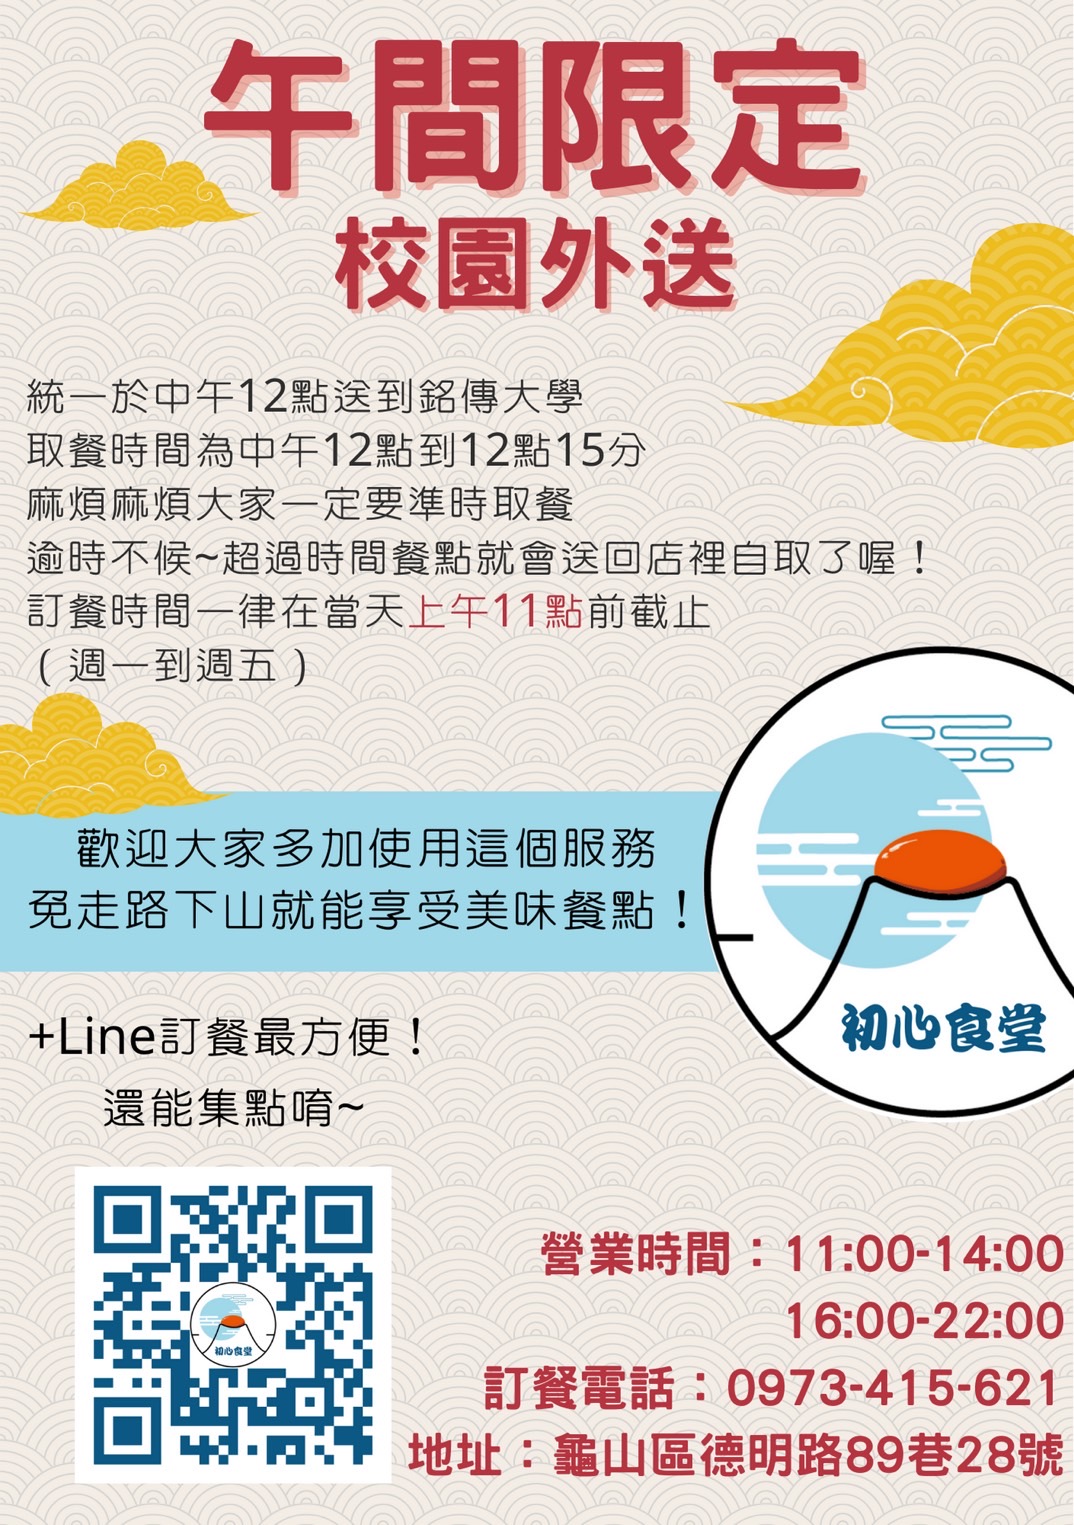 午間限定
校園外送
統一於中午12點送到銘傳大學
取餐時間為中午12點到12點15分
麻煩麻煩大家一定要準時取餐
逾時不候~超過時間餐點就會送回店裡自取了喔！
訂餐時間一律在當天上午11點前截止
（週一到週五）
歡迎大家多加使用這個服務
免走路下山就能享受美味餐點！
初心食堂
+Line訂餐最方便！
還能集點唷~
初心食堂
營業時間：11:00-14:00
16:00-22:00
訂餐電話：0973-415-621
地址：龜山區德明路89巷28號